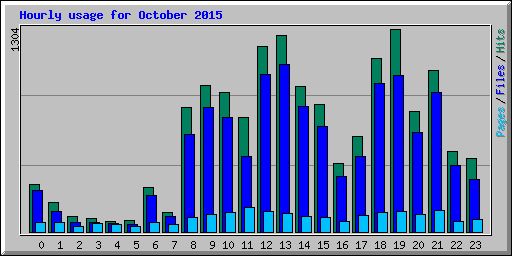 Hourly usage for October 2015
1304
Pages / Files / Hits
0 1 2 3 4 5 6 7 8 9 10 11 12 13 14 15 16 17 18 19 20 21 22 23